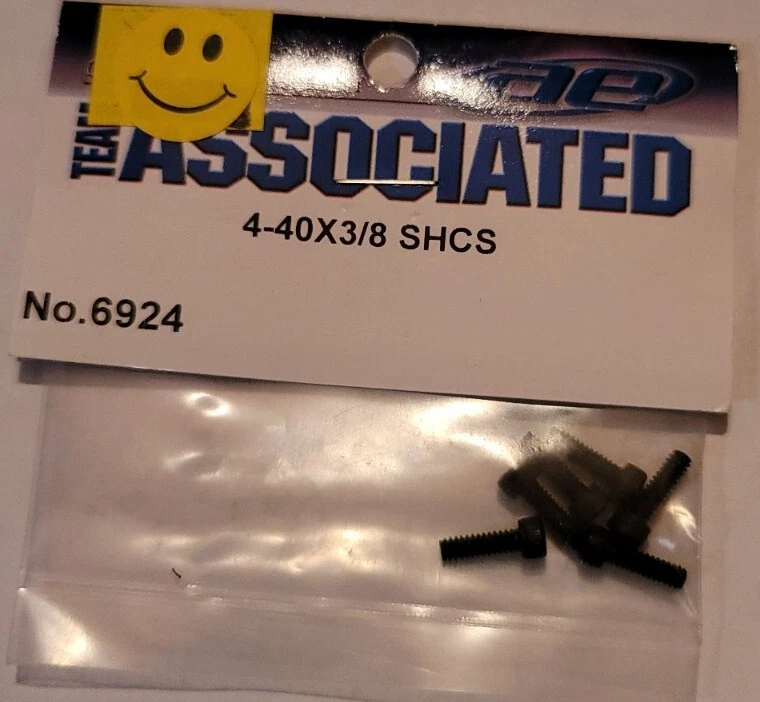 ae
TEAM ASSOCIATED
4-40X3/8 SHCS
No.6924